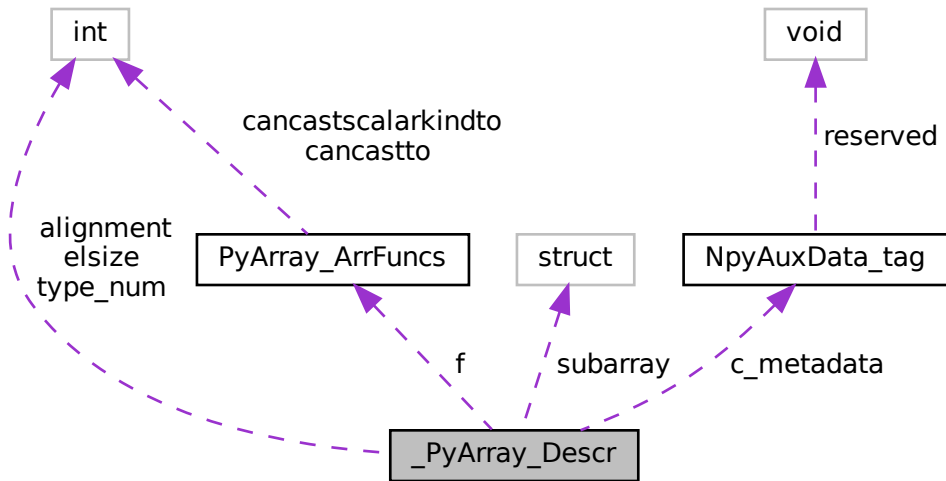 int
void
cancastscalarkindto
cancastto
reserved
alignment
elsize
type_num
PyArray_ArrFuncs
struct
NpyAuxData_tag
f
subarray
c_metadata
_PyArray_Descr